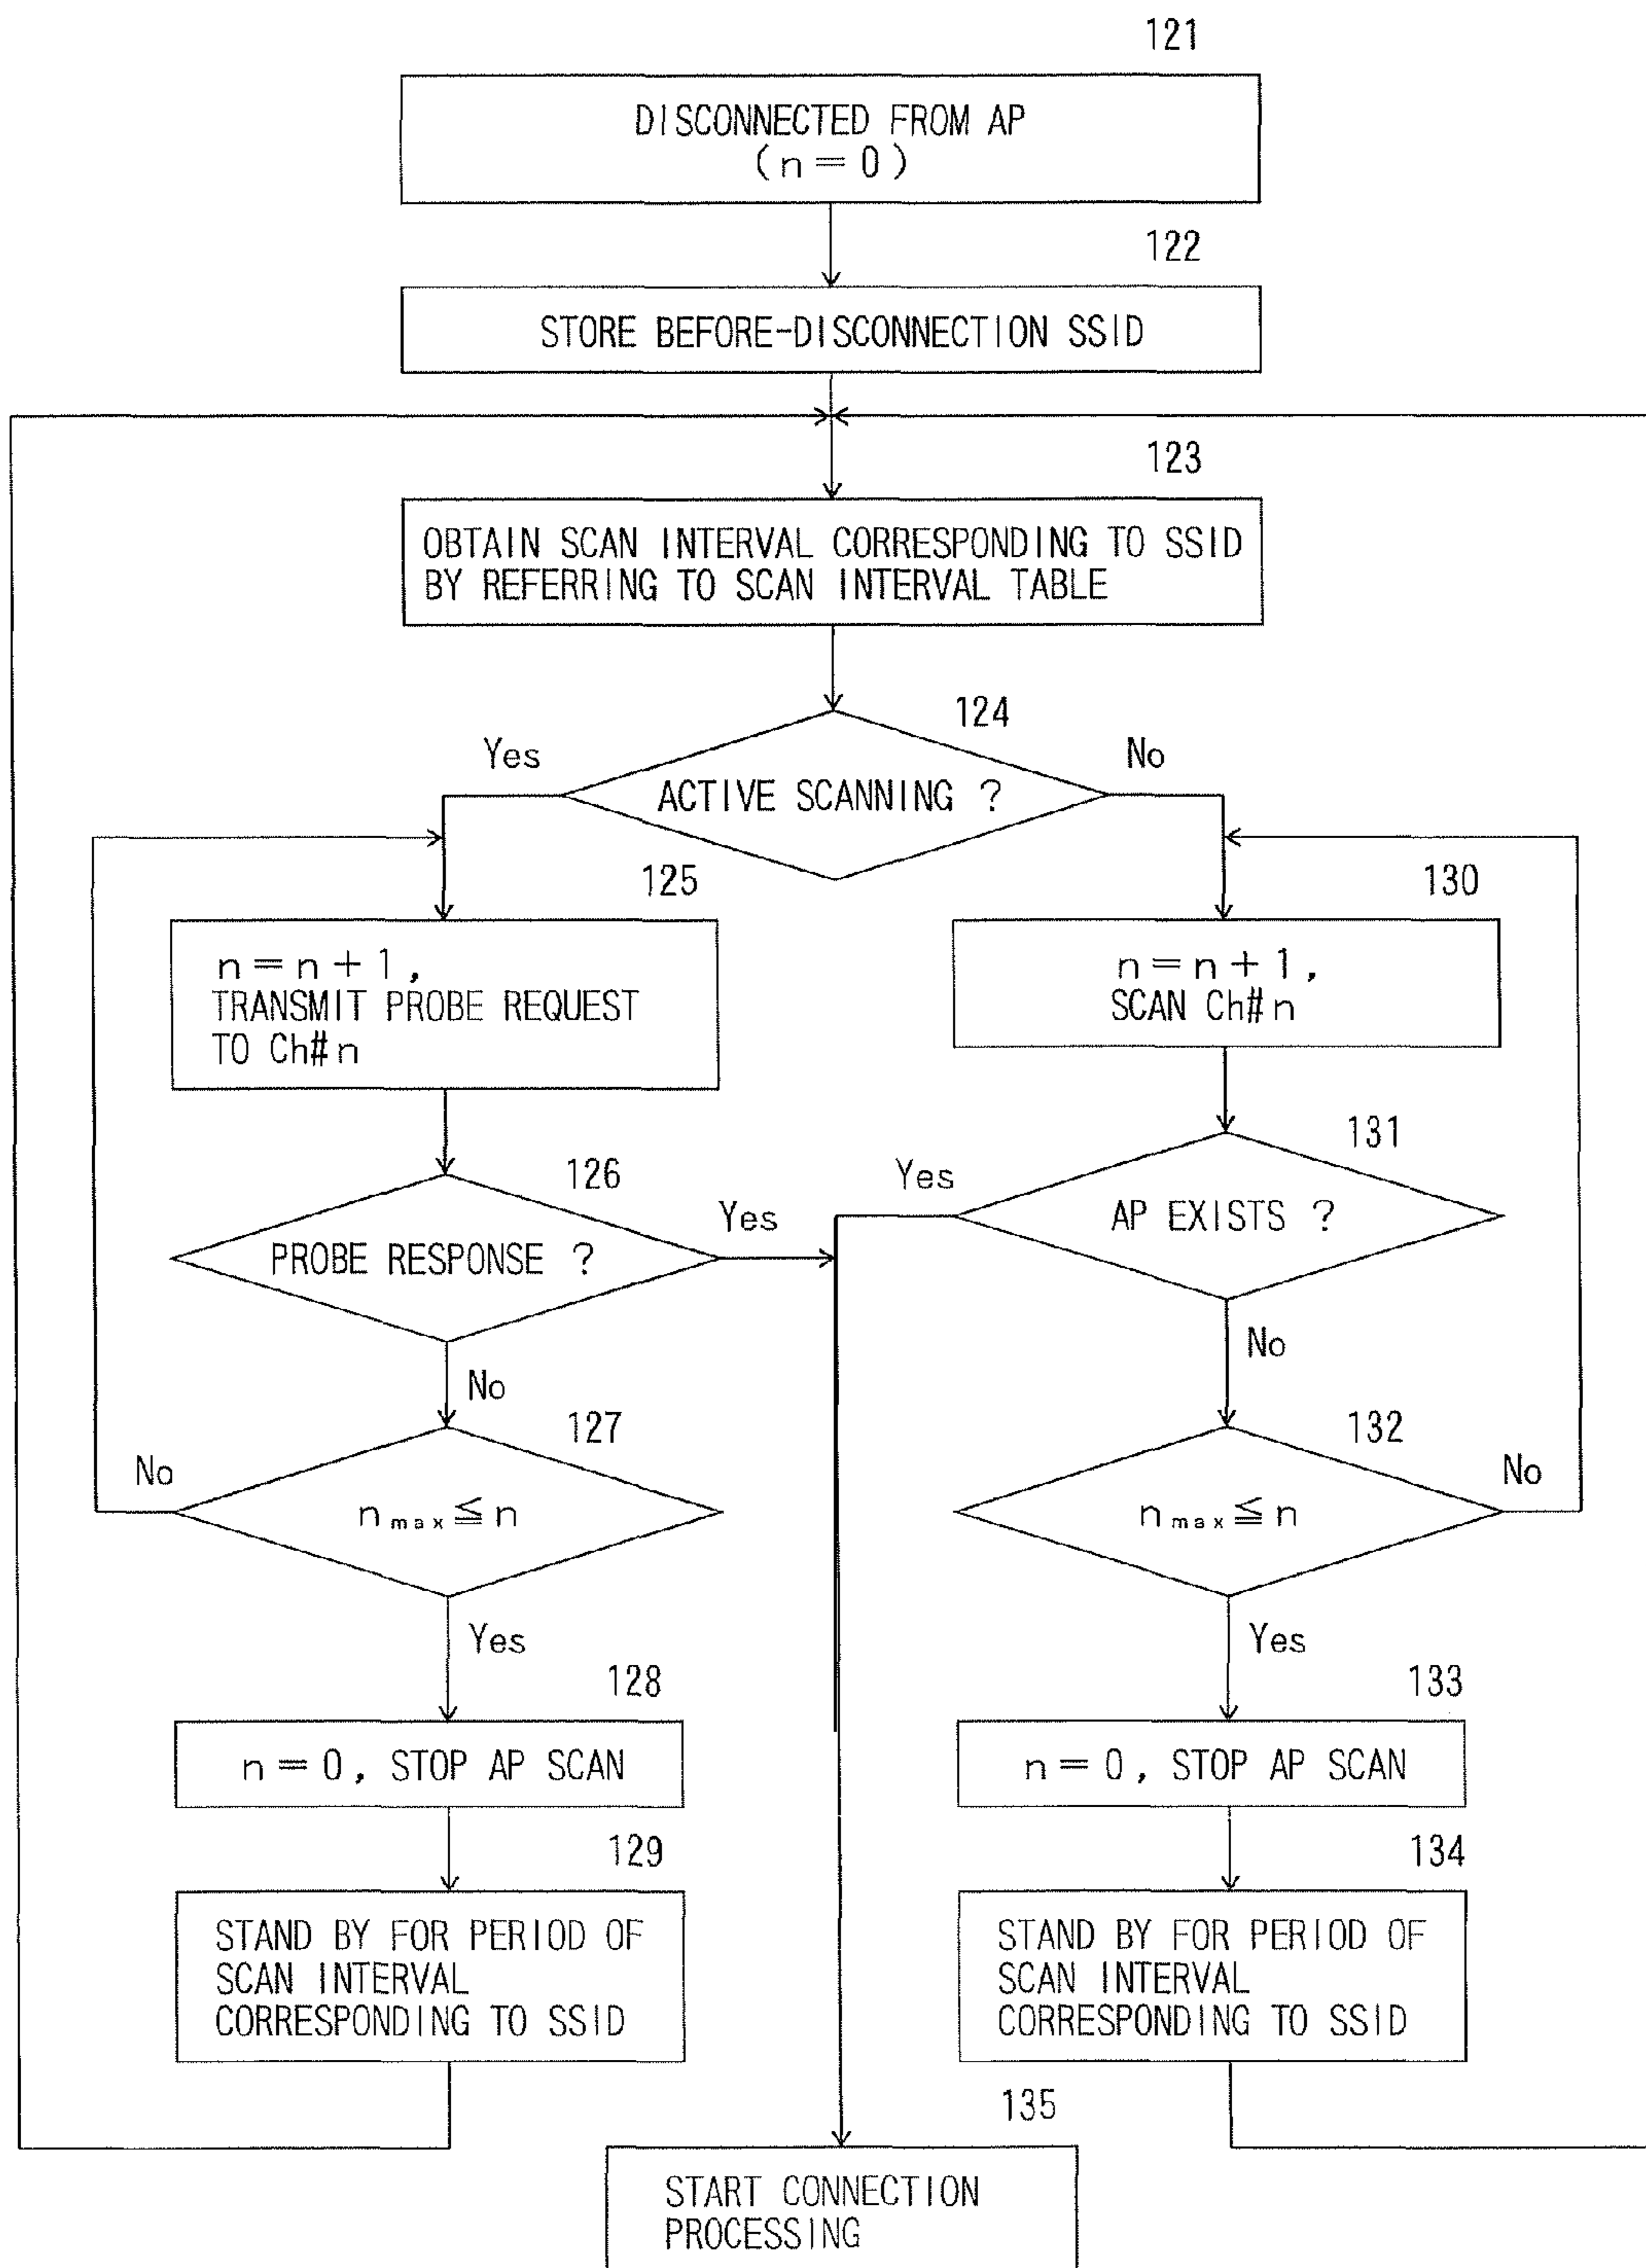 121
DISCONNECTED FROM AP
(n=0)
122
STORE BEFORE-DISCONNECTION SSID
123
OBTAIN SCAN INTERVAL CORRESPONDING TO SSID
BY REFERRING TO SCAN INTERVAL TABLE
124
Yes
No
ACTIVE SCANNING ?
125
n=n+1,
TRANSMIT PROBE REQUEST
TO Ch#n
130
n=n+1,
SCAN Ch#n
126
Yes
PROBE RESPONSE ?
No
131
Yes
AP EXISTS ?
No
127
No
nmax≦n
Yes
132
No
nmax≦n
Yes
128
n=0, STOP AP SCAN
133
n=0, STOP AP SCAN
129
STAND BY FOR PERIOD OF
SCAN INTERVAL
CORRESPONDING TO SSID
134
STAND BY FOR PERIOD OF
SCAN INTERVAL
CORRESPONDING TO SSID
135
START CONNECTION
PROCESSING